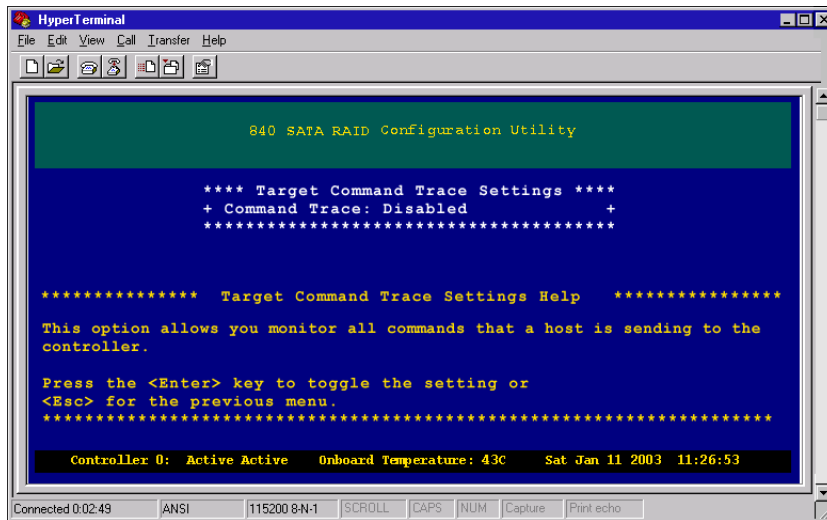 HyperTerminal
File Edit View Call Transfer Help
840 SATA RAID Configuration Utility
**** Target Command Trace Settings ****
+ Command Trace: Disabled +
***************************************
*************** Target Command Trace Settings Help ****************
This option allows you monitor all commands that a host is sending to the
controller.
Press the <Enter> key to toggle the setting or
<Esc> for the previous menu.
*************************************************************************
Controller 0: Active Active Onboard Temperature: 43C Sat Jan 11 2003 11:26:53
Connected 0:02:49 ANSI 115200 8-N-1 SCROLL CAPS NUM Capture Print echo